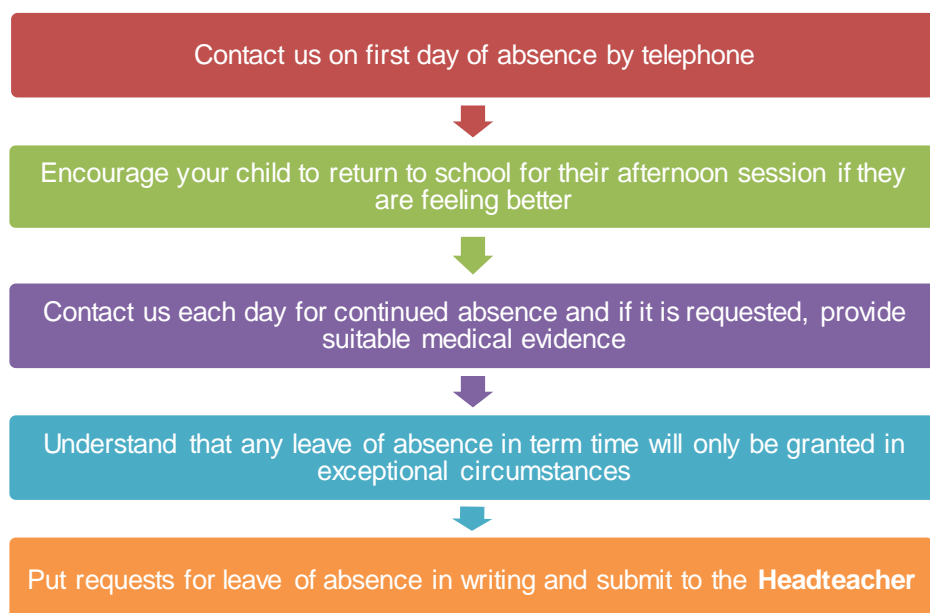 Contact us on first day of absence by telephone
Encourage your child to return to school for their afternoon session if they
are feeling better
Contact us each day for continued absence and if it is requested, provide
suitable medical evidence
Understand that any leave of absence in term time will only be granted in
exceptional circumstances
Put requests for leave of absence in writing and submit to the Headteacher